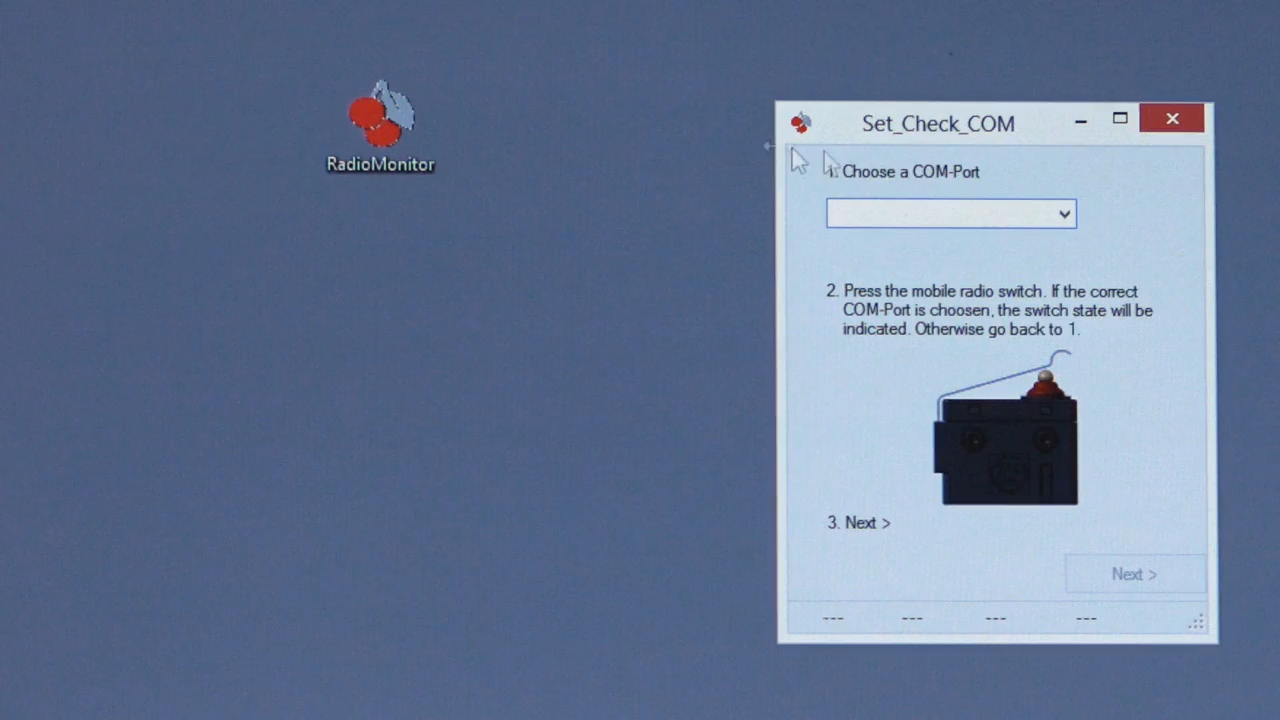 RadioMonitor
Set_Check_COM
1. Choose a COM-Port
2. Press the mobile radio switch. If the correct
COM-Port is choosen, the switch state will be
indicated. Otherwise go back to 1.
3. Next >
Next >
--- --- --- ---